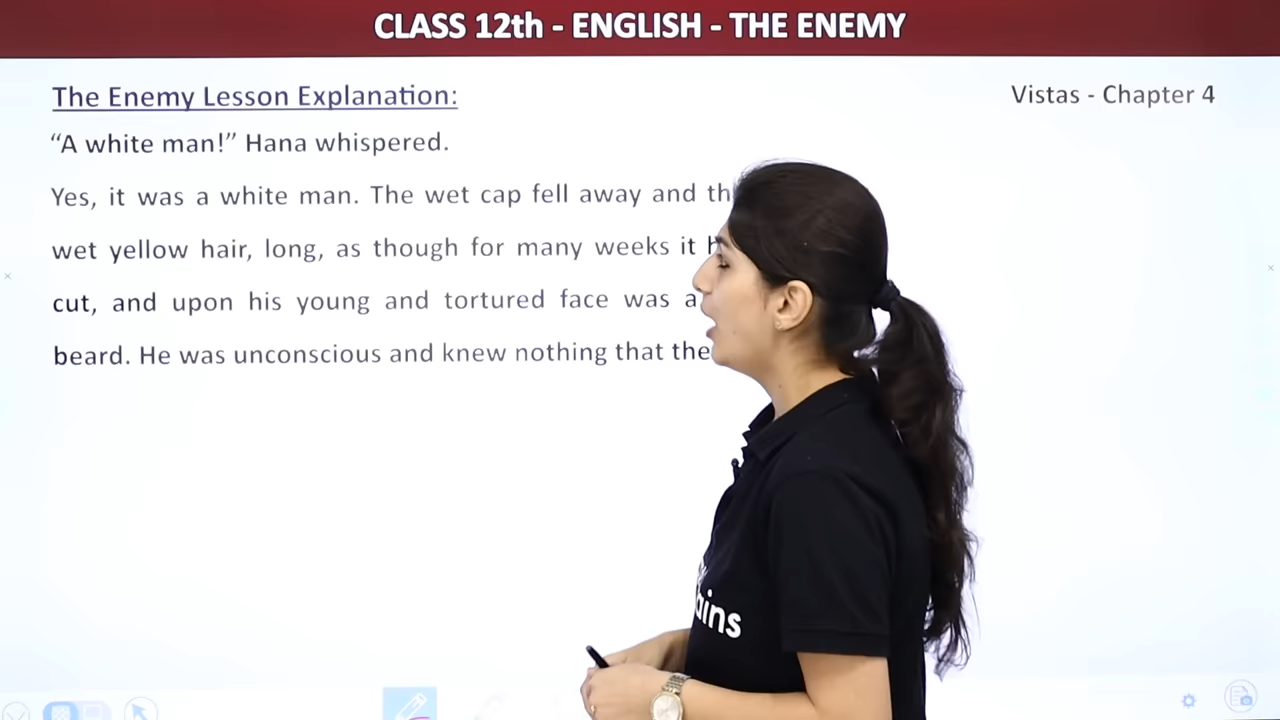 CLASS 12th - ENGLISH - THE ENEMY
The Enemy Lesson Explanation:
Vistas - Chapter 4
“A white man!” Hana whispered.
Yes, it was a white man. The wet cap fell away and
wet yellow hair, long, as though for many weeks it
cut, and upon his young and tortured face was a
beard. He was unconscious and knew nothing that